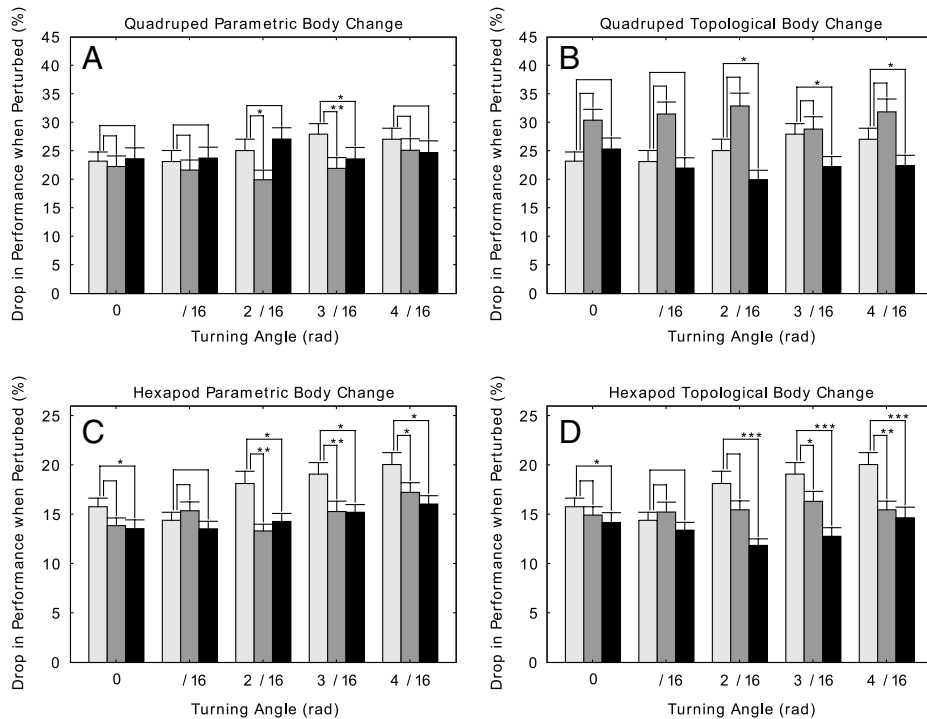 Quadruped Parametric Body Change
Drop in Performance when Perturbed (%)
A
45
40
35
30
25
20
15
10
5
0
*
*
**
0 / 16 2 / 16 3 / 16 4 / 16
Turning Angle (rad)
Quadruped Topological Body Change
Drop in Performance when Perturbed (%)
B
45
40
35
30
25
20
15
10
5
0
*
*
*
0 / 16 2 / 16 3 / 16 4 / 16
Turning Angle (rad)
Hexapod Parametric Body Change
Drop in Performance when Perturbed (%)
C
25
20
15
10
5
0
*
*
**
*
**
*
*
0 / 16 2 / 16 3 / 16 4 / 16
Turning Angle (rad)
Hexapod Topological Body Change
Drop in Performance when Perturbed (%)
D
25
20
15
10
5
0
*
***
***
*
***
**
0 / 16 2 / 16 3 / 16 4 / 16
Turning Angle (rad)